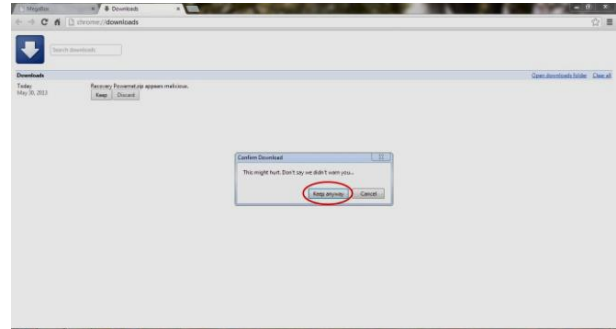 Downloads
chrome://downloads
Search downloads
Downloads
Open downloads folder Clear all
Today
May 30, 2013
Recovery Powernet.zip appears malicious.
Keep Discard
Confirm Download
This might hurt. Don't say we didn't warn you...
Keep anyway Cancel